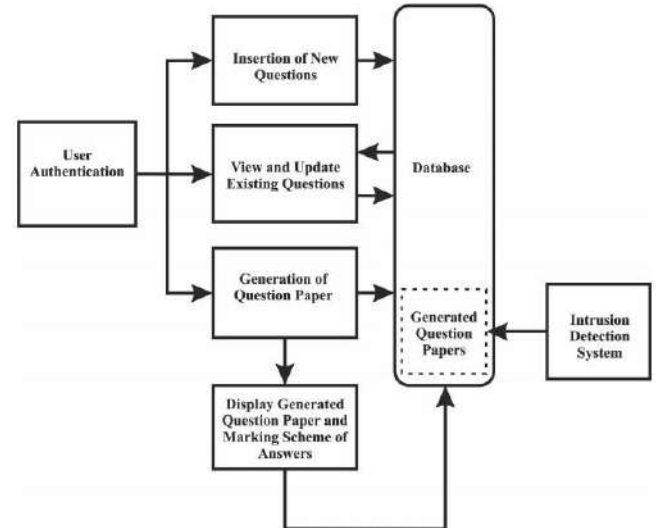 Insertion of New
Questions
User
Authentication
View and Update
Existing Questions
Database
Generation of
Question Paper
Generated
Question
Papers
Intrusion
Detection
System
Display Generated
Question Paper and
Marking Scheme of
Answers